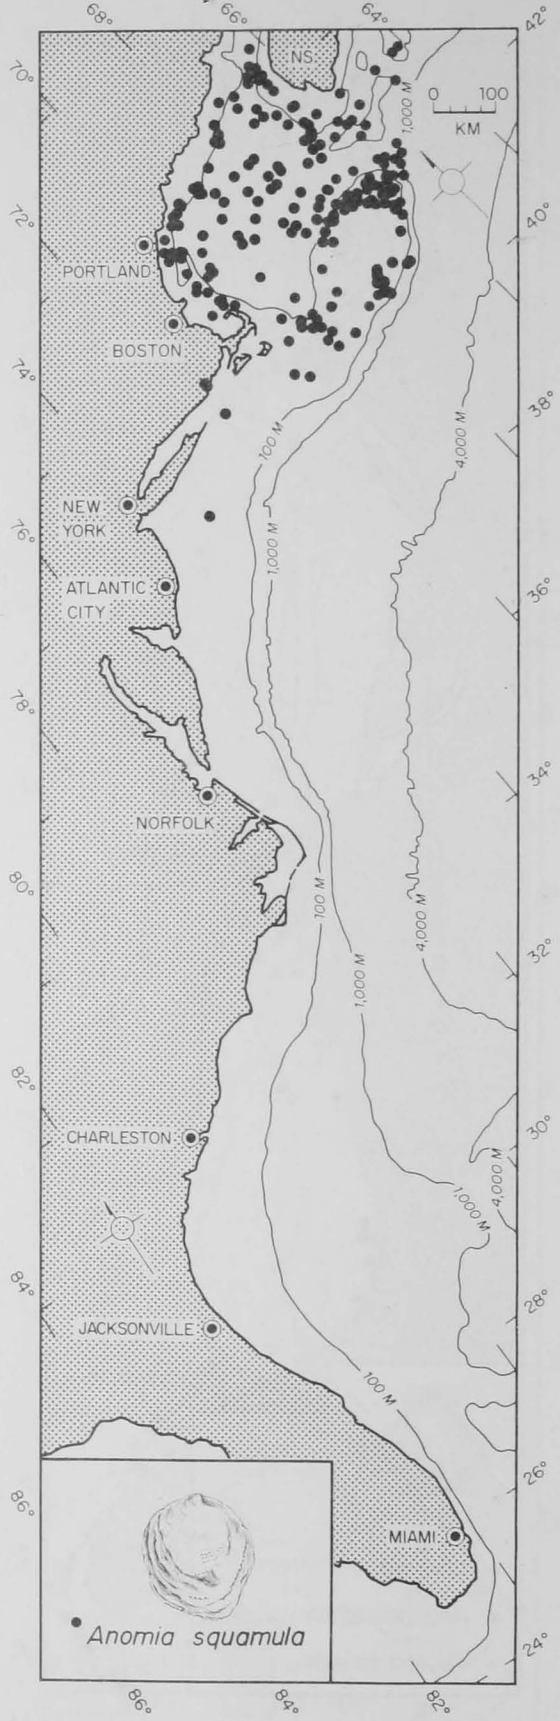 68°
66°
64°
42°
NS.
70°
1,000 M
0 100
KM
72°
40°
PORTLAND
BOSTON
74°
38°
100 M
4,000 M
NEW
YORK
1,000 M
76°
ATLANTIC
CITY
36°
78°
34°
NORFOLK
80°
100 M
4,000 M
32°
1,000 M
82°
30°
CHARLESTON
4,000 M
1,000 M
84°
28°
JACKSONVILLE
100 M
26°
86°
MIAMI
Anomia squamula
24°
86°
84°
82°